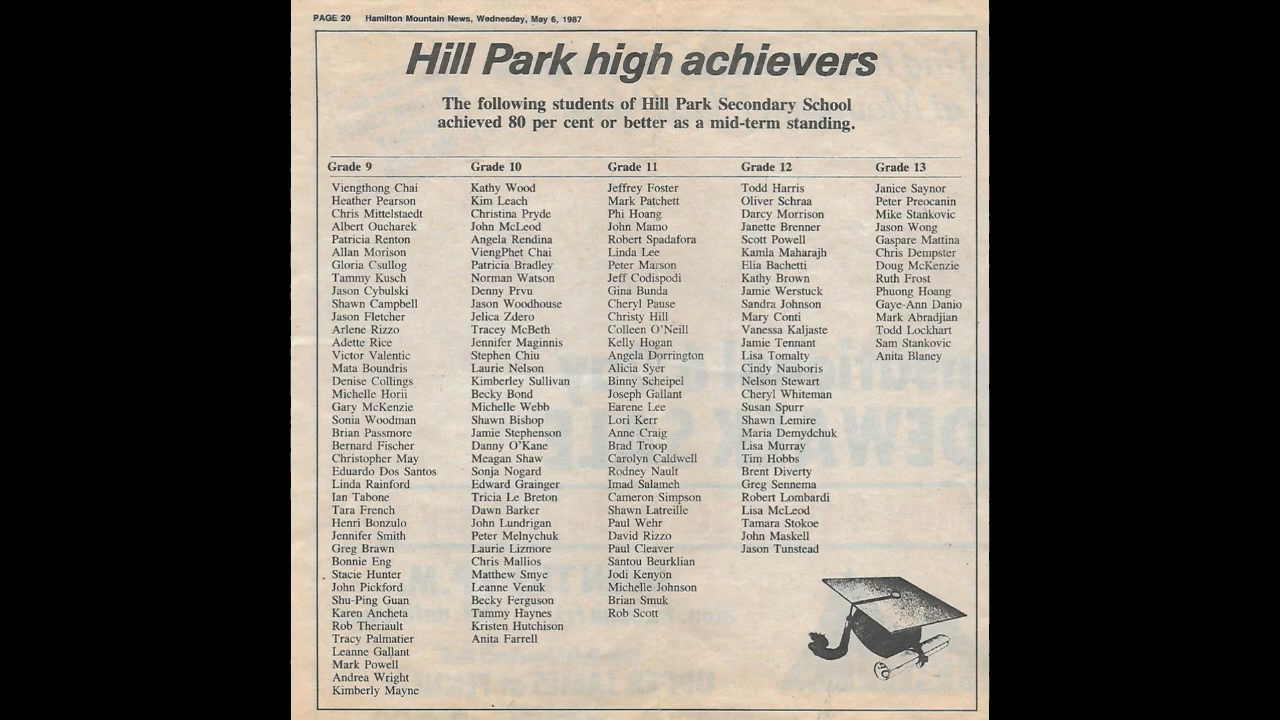 PAGE 20 Hamilton Mountain News, Wednesday, May 6, 1987
Hill Park high achievers
The following students of Hill Park Secondary School
achieved 80 per cent or better as a mid-term standing.
Grade 9
Viengthong Chai
Heather Pearson
Chris Mittelstaedt
Albert Oucharek
Patricia Renton
Allan Morison
Gloria Csullog
Tammy Kusch
Jason Cybulski
Shawn Campbell
Jason Fletcher
Arlene Rizzo
Adette Rice
Victor Valentic
Mata Boundris
Denise Collings
Michelle Horii
Gary McKenzie
Sonia Woodman
Brian Passmore
Bernard Fischer
Christopher May
Eduardo Dos Santos
Linda Rainford
Ian Tabone
Tara French
Henri Bonzulo
Jennifer Smith
Greg Brawn
Bonnie Eng
Stacie Hunter
John Pickford
Shu-Ping Guan
Karen Ancheta
Rob Theriault
Tracy Palmatier
Leanne Gallant
Mark Powell
Andrea Wright
Kimberly Mayne
Grade 10
Kathy Wood
Kim Leach
Christina Pryde
John McLeod
Angela Rendina
ViengPhet Chai
Patricia Bradley
Norman Watson
Denny Prvu
Jason Woodhouse
Jelica Zdero
Tracey McBeth
Jennifer Maginnis
Stephen Chiu
Laurie Nelson
Kimberley Sullivan
Becky Bond
Michelle Webb
Shawn Bishop
Jamie Stephenson
Danny O'Kane
Meagan Shaw
Sonja Nogard
Edward Grainger
Tricia Le Breton
Dawn Barker
John Lundrigan
Peter Melnychuk
Laurie Lizmore
Chris Mallios
Matthew Smye
Leanne Venuk
Becky Ferguson
Tammy Haynes
Kristen Hutchison
Anita Farrell
Grade 11
Jeffrey Foster
Mark Patchett
Phi Hoang
John Mamo
Robert Spadafora
Linda Lee
Peter Marson
Jeff Codispodi
Gina Bunda
Cheryl Pause
Christy Hill
Colleen O'Neill
Kelly Hogan
Angela Dorrington
Alicia Syer
Binny Scheipel
Joseph Gallant
Earene Lee
Lori Kerr
Anne Craig
Brad Troop
Carolyn Caldwell
Rodney Nault
Imad Salameh
Cameron Simpson
Shawn Latreille
Paul Wehr
David Rizzo
Paul Cleaver
Santou Beurklian
Jodi Kenyon
Michelle Johnson
Brian Smuk
Rob Scott
Grade 12
Todd Harris
Oliver Schraa
Darcy Morrison
Janette Brenner
Scott Powell
Kamla Maharajh
Elia Bachetti
Kathy Brown
Jamie Werstuck
Sandra Johnson
Mary Conti
Vanessa Kaljaste
Jamie Tennant
Lisa Tomalty
Cindy Nauboris
Nelson Stewart
Cheryl Whiteman
Susan Spurr
Shawn Lemire
Maria Demydchuk
Lisa Murray
Tim Hobbs
Brent Diverty
Greg Sennema
Robert Lombardi
Lisa McLeod
Tamara Stokoe
John Maskell
Jason Tunstead
Grade 13
Janice Saynor
Peter Preocanin
Mike Stankovic
Jason Wong
Gaspare Mattina
Chris Dempster
Doug McKenzie
Ruth Frost
Phuong Hoang
Gaye-Ann Danio
Mark Abradjian
Todd Lockhart
Sam Stankovic
Anita Blaney